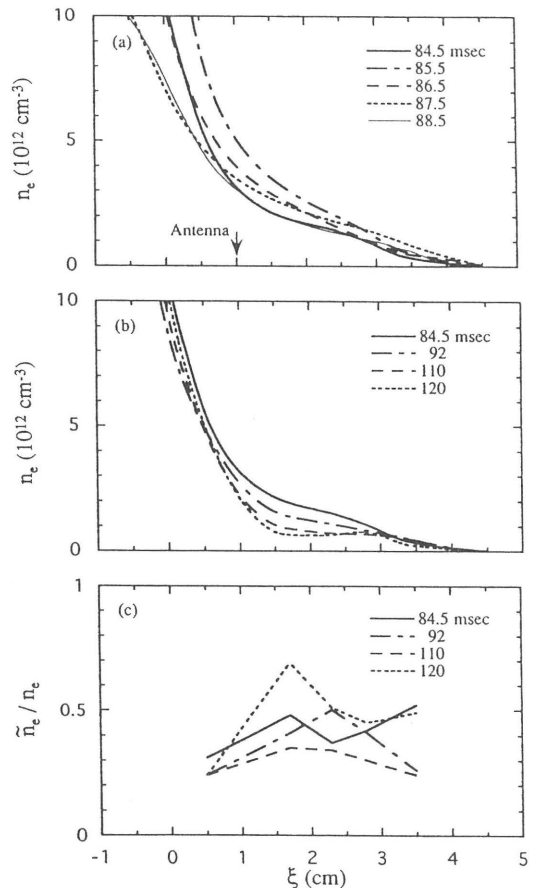 10
(a)
84.5 msec
85.5
86.5
87.5
88.5
n_e (10^12 cm^-3)
5
Antenna
0
10
(b)
84.5 msec
92
110
120
n_e (10^12 cm^-3)
5
0
1
(c)
84.5 msec
92
110
120
ñ_e / n_e
0.5
0
-1 0 1 2 3 4 5
ξ (cm)